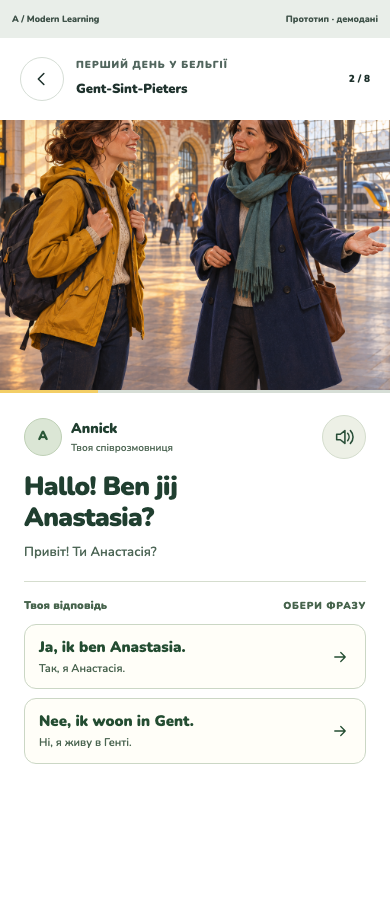 A / Modern Learning
Прототип · демодані
ПЕРШИЙ ДЕНЬ У БЕЛЬГІЇ
Gent-Sint-Pieters
2 / 8
A
Annick
Твоя співрозмовниця
Hallo! Ben jij
Anastasia?
Привіт! Ти Анастасія?
Твоя відповідь
ОБЕРИ ФРАЗУ
Ja, ik ben Anastasia.
Так, я Анастасія.
Nee, ik woon in Gent.
Ні, я живу в Генті.